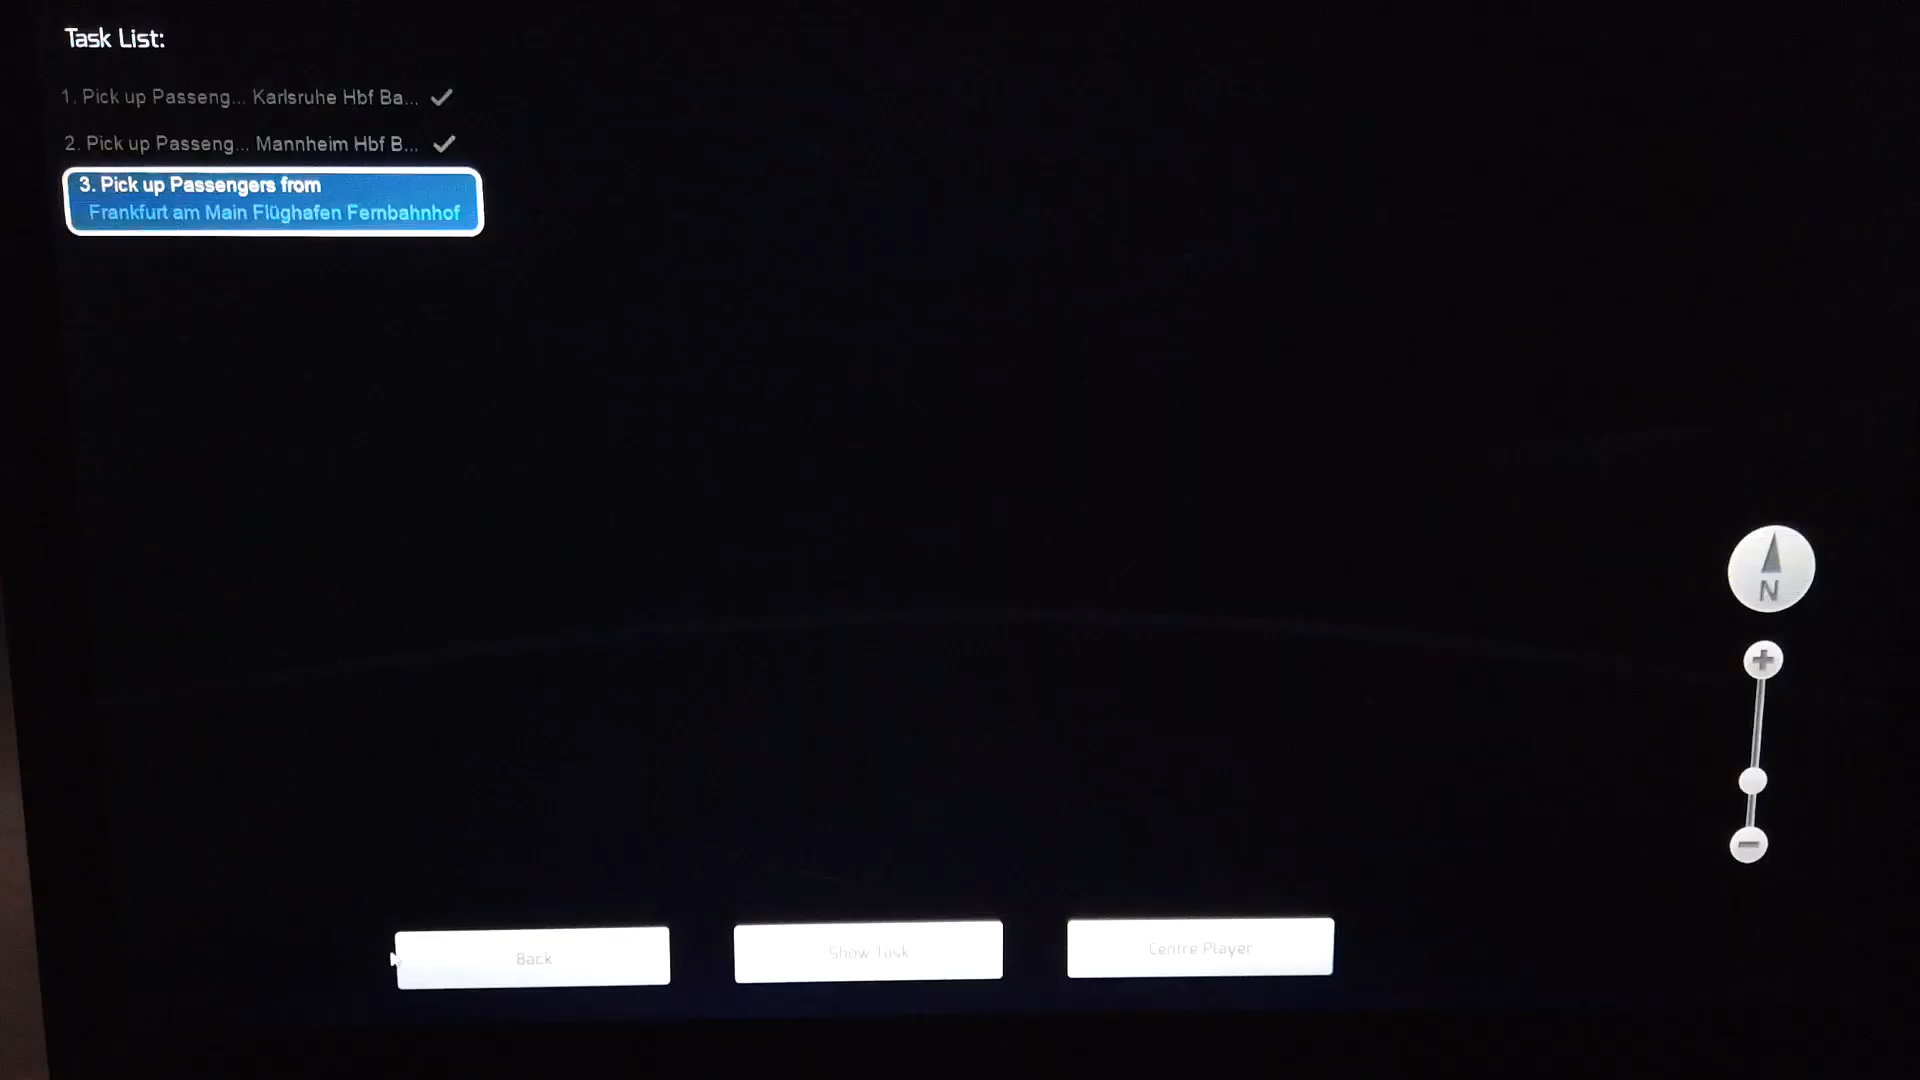 Task List:
1. Pick up Passeng... Karlsruhe Hbf Ba...
2. Pick up Passeng... Mannheim Hbf B...
3. Pick up Passengers from
Frankfurt am Main Flüghafen Fernbahnhof
N
Back
Show Task
Centre Player